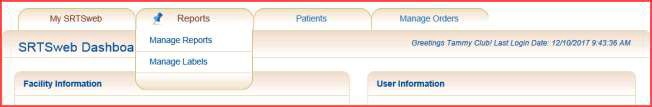 My SRTSweb Reports Patients Manage Orders
Manage Reports
SRTSweb Dashboa Greetings Tammy Club! Last Login Date: 12/10/2017 9:43:36 AM
Manage Labels
Facility Information User Information